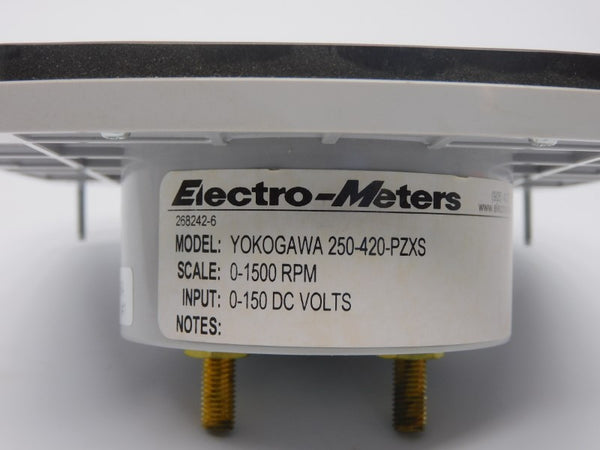 Electro-Meters
268242-6
MODEL: YOKOGAWA 250-420-PZXS
SCALE: 0-1500 RPM
INPUT: 0-150 DC VOLTS
NOTES: